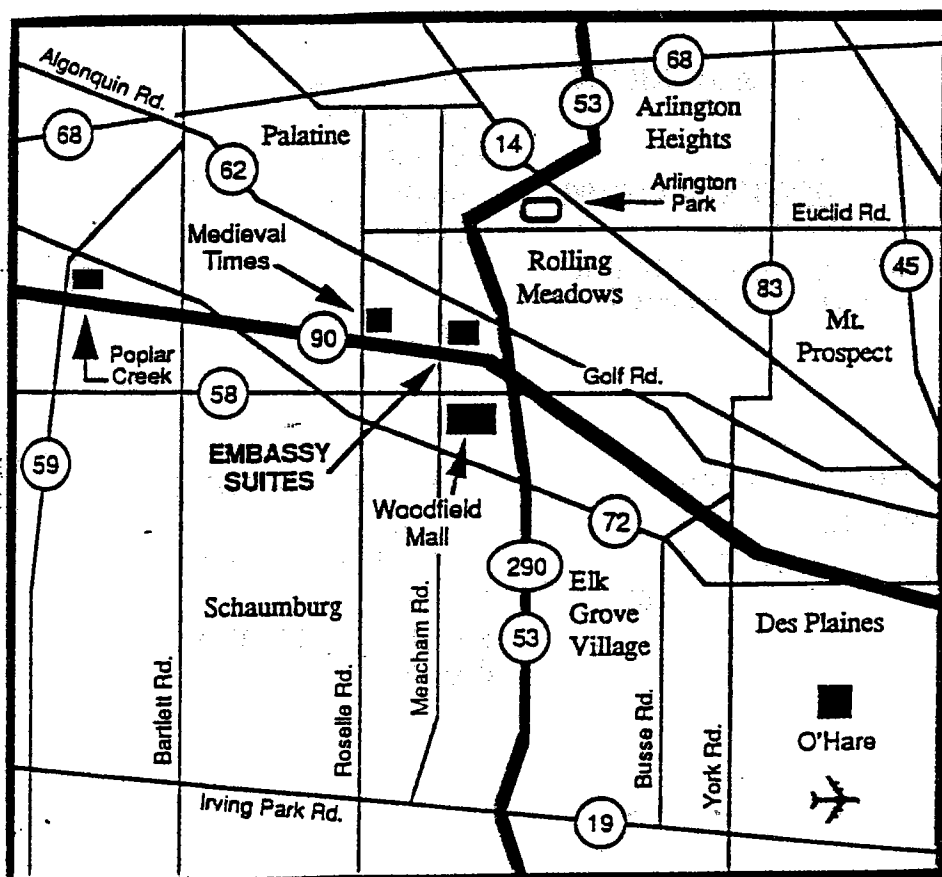 Algonquin Rd.
68
53
68
Arlington
Heights
Palatine
14
62
Arlington
Park
Euclid Rd.
Medieval
Times
Rolling
Meadows
45
83
90
Mt.
Prospect
Poplar
Creek
Golf Rd.
58
EMBASSY
SUITES
59
Woodfield
Mall
72
290
Elk
Grove
Village
Schaumburg
53
Des Plaines
Meacham Rd.
Bartlett Rd.
Roselle Rd.
Busse Rd.
York Rd.
O'Hare
Irving Park Rd.
19